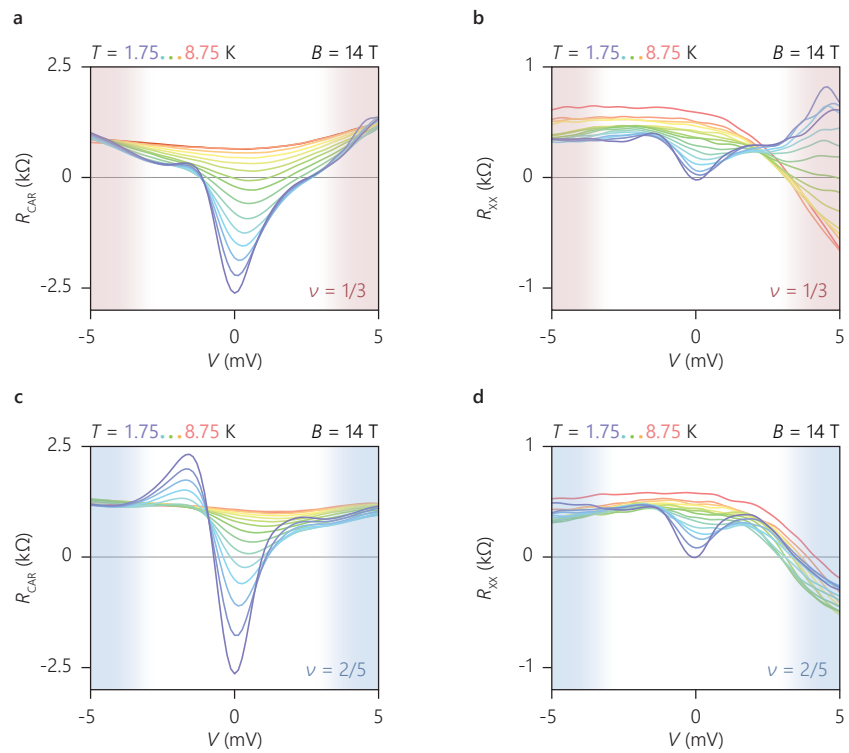 a
T = 1.75...8.75 K B = 14 T
2.5
0
-2.5
R_CAR (kΩ)
ν = 1/3
-5 0 5
V (mV)
b
T = 1.75...8.75 K B = 14 T
1
0
-1
R_XX (kΩ)
ν = 1/3
-5 0 5
V (mV)
c
T = 1.75...8.75 K B = 14 T
2.5
0
-2.5
R_CAR (kΩ)
ν = 2/5
-5 0 5
V (mV)
d
T = 1.75...8.75 K B = 14 T
1
0
-1
R_XX (kΩ)
ν = 2/5
-5 0 5
V (mV)